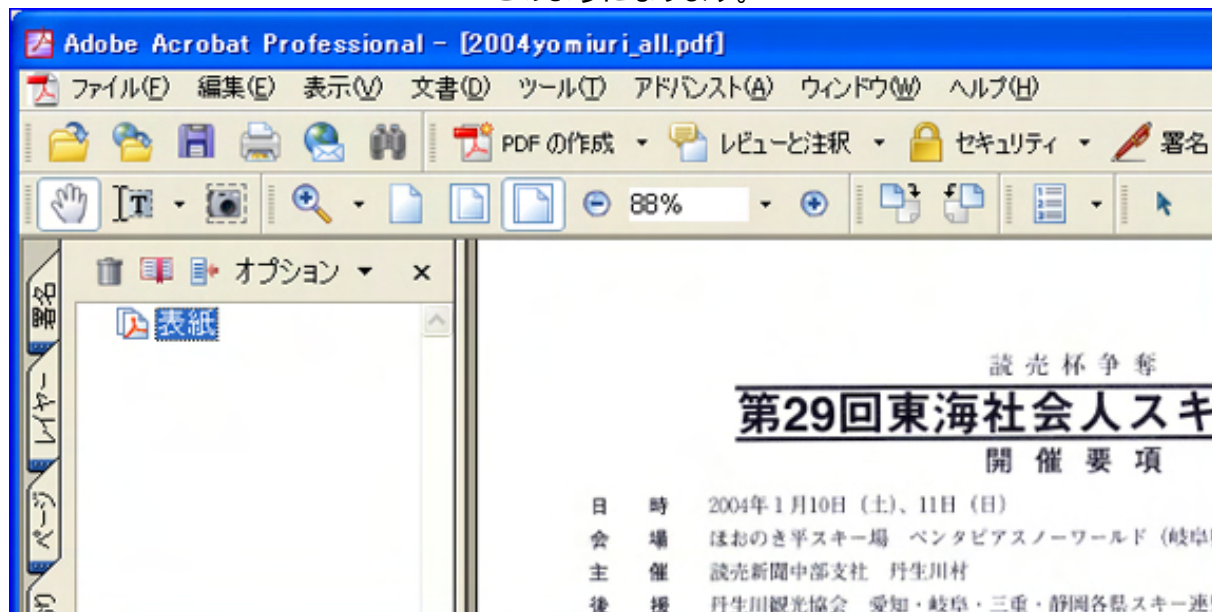 Adobe Acrobat Professional - [2004yomiuri_all.pdf]
ファイル(F) 編集(E) 表示(V) 文書(D) ツール(T) アドバンスト(A) ウィンドウ(W) ヘルプ(H)
PDF の作成 レビューと注釈 セキュリティ 署名
88%
オプション ×
署名
表紙
レイヤー
ページ
読売杯争奪
第29回東海社会人スキ
開催要項
日時 2004年1月10日（土）、11日（日）
会場 ほおのき平スキー場 ペンタピアスノーワールド（岐阜
主催 読売新聞中部支社 丹生川村
後援 丹生川観光協会 愛知・岐阜・三重・静岡各県スキー連